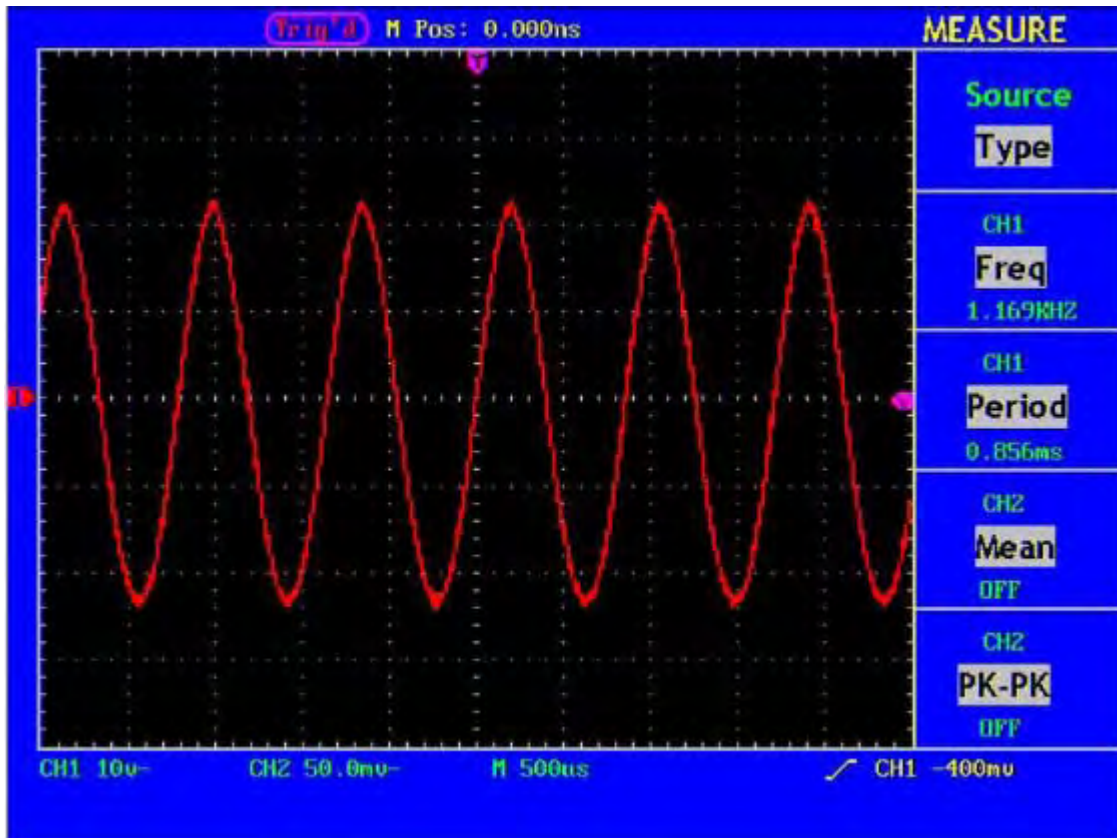 Trig'd M Pos: 0.000ns MEASURE
T
Source
Type
CH1
Freq
1.169KHZ
CH1
1
Period
0.856ms
CH2
Mean
OFF
CH2
PK-PK
OFF
CH1 10v- CH2 50.0mv- M 500us CH1 -400mv